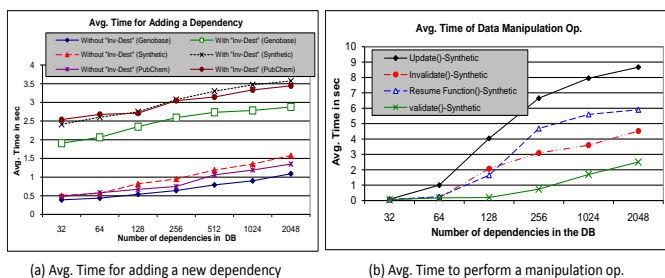 Avg. Time for Adding a Dependency
Without "Inv-Dest" (Genobase)
With "Inv-Dest" (Genobase)
Without "Inv-Dest" (Synthetic)
With "Inv-Dest" (Synthetic)
Without "Inv-Dest" (PubChem)
With "Inv-Dest" (PubChem)
Avg. Time in sec
4
3.5
3
2.5
2
1.5
1
0.5
0
32 64 128 256 512 1024 2048
Number of dependencies in DB
(a) Avg. Time for adding a new dependency
Avg. Time of Data Manipulation Op.
Update()-Synthetic
Invalidate()-Synthetic
Resume Function()-Synthetic
validate()-Synthetic
Avg. Time in sec
10
9
8
7
6
5
4
3
2
1
0
32 64 128 256 1024 2048
Number of dependencies in the DB
(b) Avg. Time to perform a manipulation op.